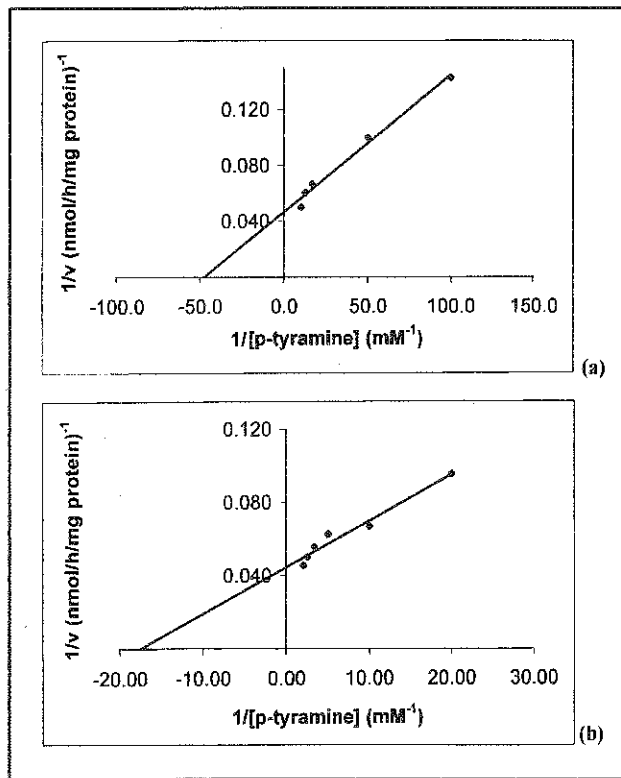 1/v (nmol/h/mg protein)⁻¹
0.120
0.080
0.040
-100.0 -50.0 0.0 50.0 100.0 150.0
1/[p-tyramine] (mM⁻¹)
(a)
1/v (nmol/h/mg protein)⁻¹
0.120
0.080
0.040
-20.00 -10.00 0.00 10.00 20.00 30.00
1/[p-tyramine] (mM⁻¹)
(b)